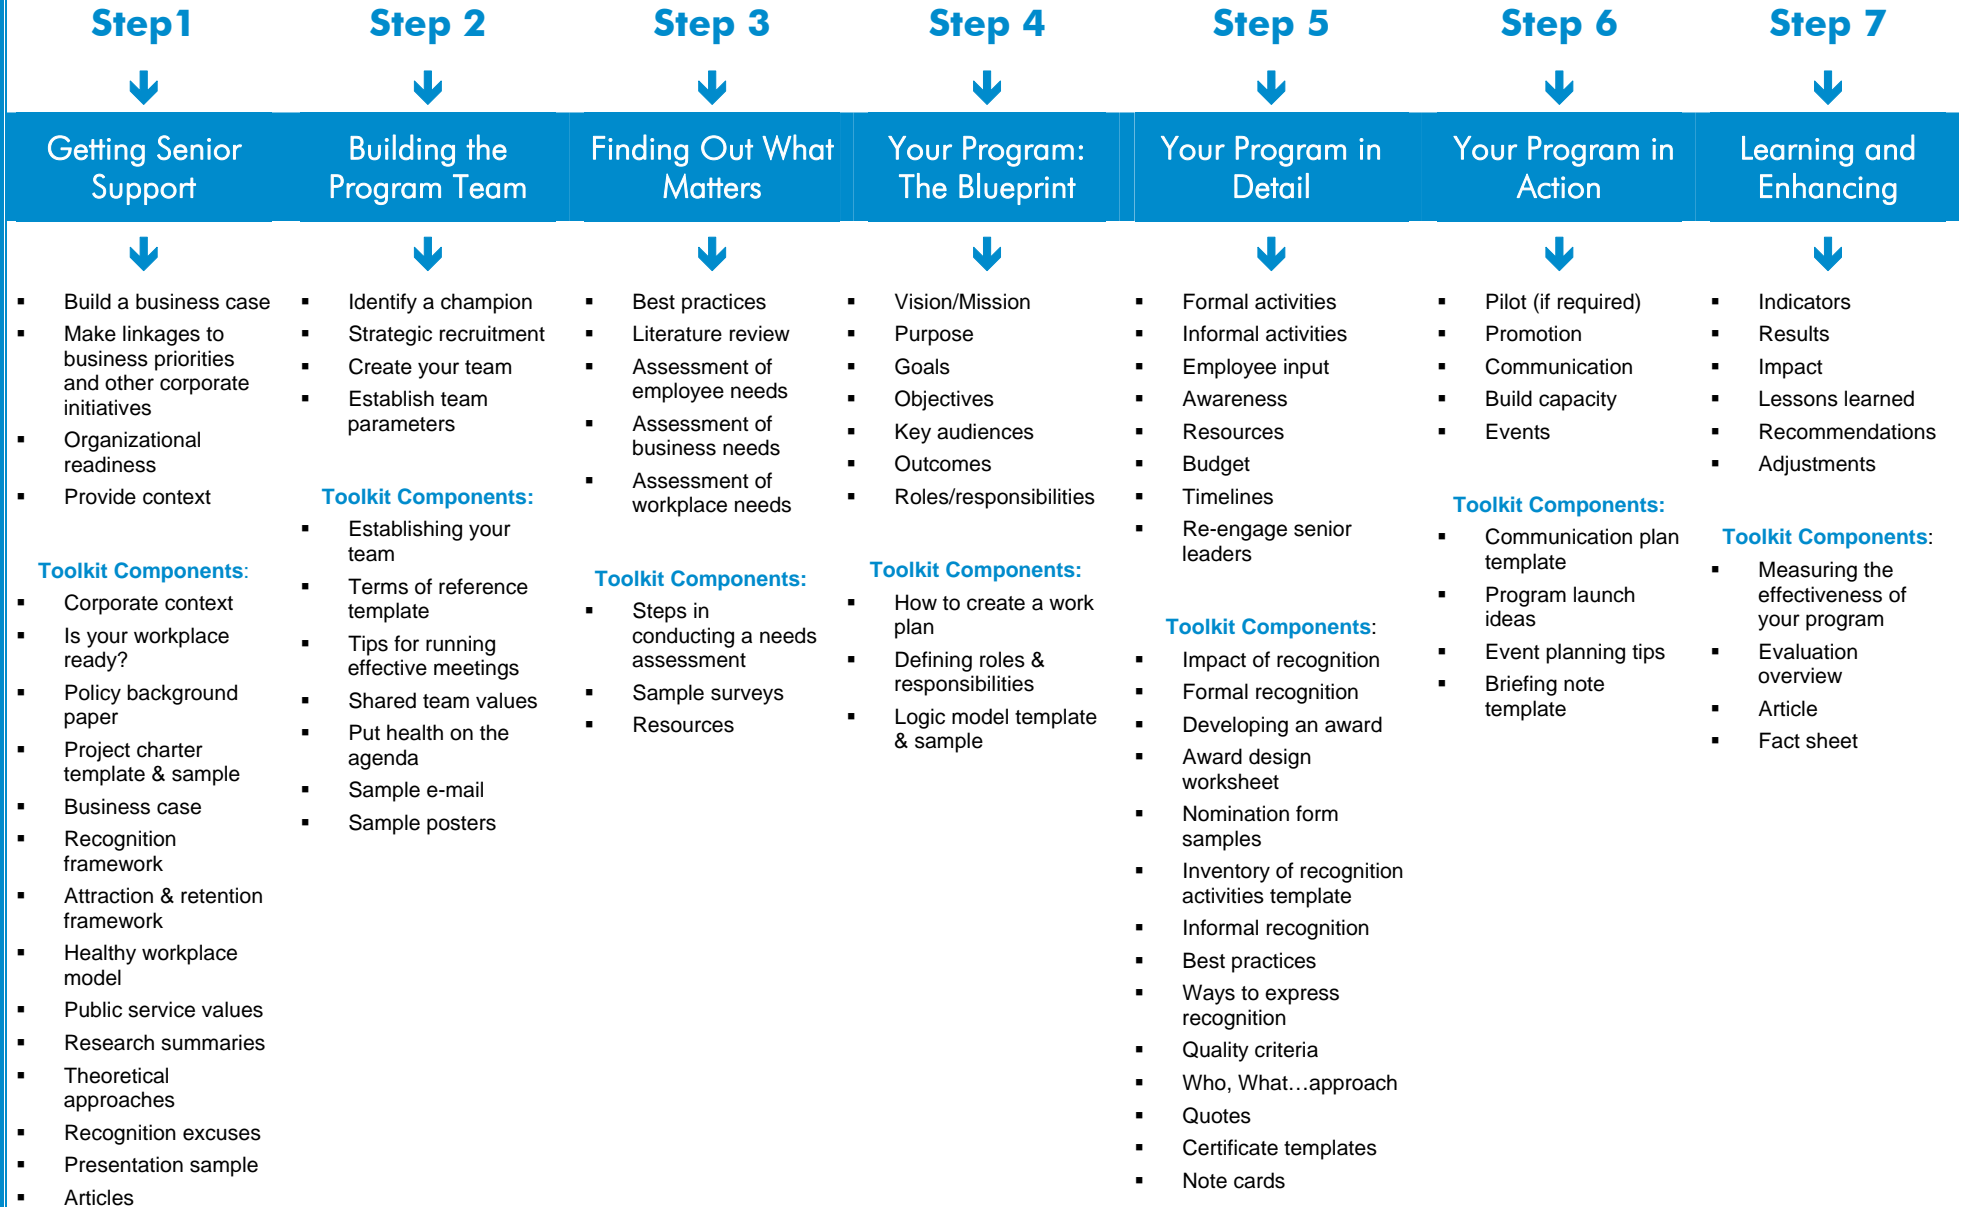 Step1
Getting Senior
Support
Build a business case
Make linkages to
business priorities
and other corporate
initiatives
Organizational
readiness
Provide context
Toolkit Components:
Corporate context
Is your workplace
ready?
Policy background
paper
Project charter
template & sample
Business case
Recognition
framework
Attraction & retention
framework
Healthy workplace
model
Public service values
Research summaries
Theoretical
approaches
Recognition excuses
Presentation sample
Articles
Step 2
Building the
Program Team
Identify a champion
Strategic recruitment
Create your team
Establish team
parameters
Toolkit Components:
Establishing your
team
Terms of reference
template
Tips for running
effective meetings
Shared team values
Put health on the
agenda
Sample e-mail
Sample posters
Step 3
Finding Out What
Matters
Best practices
Literature review
Assessment of
employee needs
Assessment of
business needs
Assessment of
workplace needs
Toolkit Components:
Steps in
conducting a needs
assessment
Sample surveys
Resources
Step 4
Your Program:
The Blueprint
Vision/Mission
Purpose
Goals
Objectives
Key audiences
Outcomes
Roles/responsibilities
Toolkit Components:
How to create a work
plan
Defining roles &
responsibilities
Logic model template
& sample
Step 5
Your Program in
Detail
Formal activities
Informal activities
Employee input
Awareness
Resources
Budget
Timelines
Re-engage senior
leaders
Toolkit Components:
Impact of recognition
Formal recognition
Developing an award
Award design
worksheet
Nomination form
samples
Inventory of recognition
activities template
Informal recognition
Best practices
Ways to express
recognition
Quality criteria
Who, What…approach
Quotes
Certificate templates
Note cards
Step 6
Your Program in
Action
Pilot (if required)
Promotion
Communication
Build capacity
Events
Toolkit Components:
Communication plan
template
Program launch
ideas
Event planning tips
Briefing note
template
Step 7
Learning and
Enhancing
Indicators
Results
Impact
Lessons learned
Recommendations
Adjustments
Toolkit Components:
Measuring the
effectiveness of
your program
Evaluation
overview
Article
Fact sheet